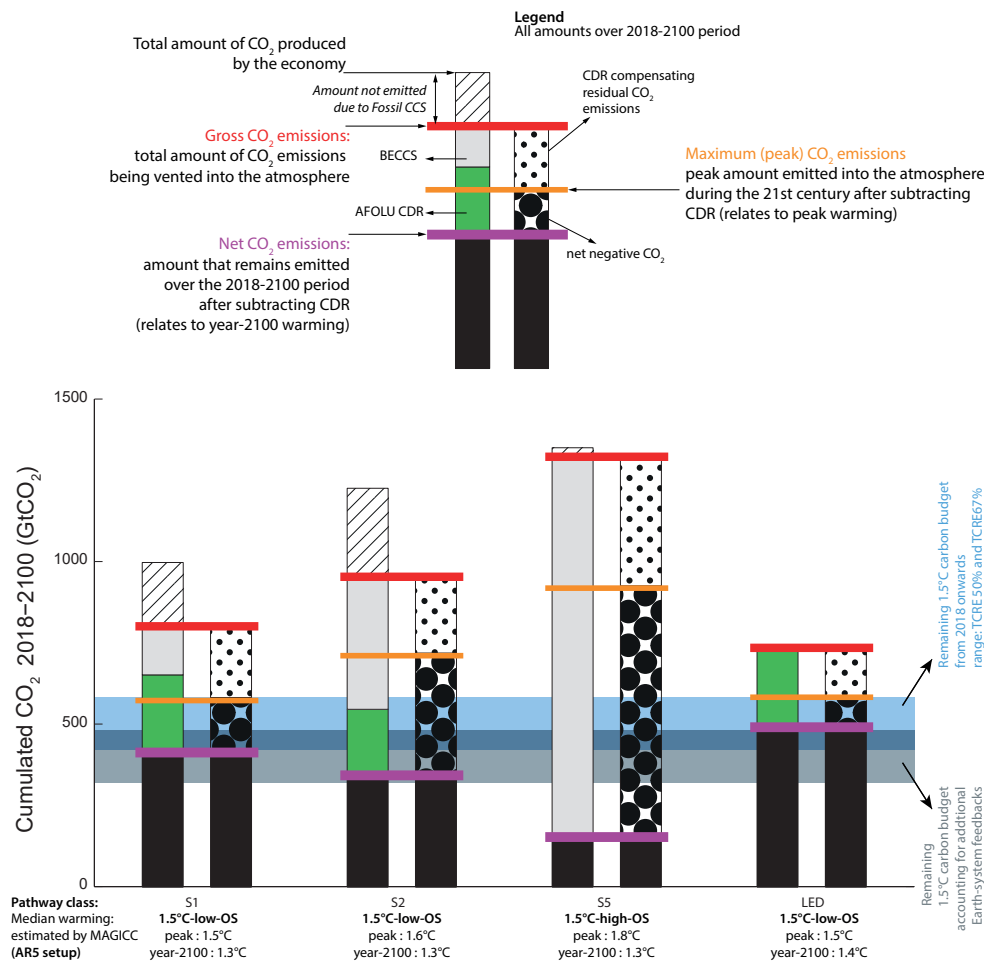 Legend
All amounts over 2018-2100 period
Total amount of CO2 produced
by the economy
Amount not emitted
due to Fossil CCS
CDR compensating
residual CO2
emissions
Gross CO2 emissions:
total amount of CO2 emissions
being vented into the atmosphere
BECCS
AFOLU CDR
Maximum (peak) CO2 emissions
peak amount emitted into the atmosphere
during the 21st century after subtracting
CDR (relates to peak warming)
Net CO2 emissions:
amount that remains emitted
over the 2018-2100 period
after subtracting CDR
(relates to year-2100 warming)
net negative CO2
Cumulated CO2 2018–2100 (GtCO2)
1500
1000
500
0
Remaining 1.5°C carbon budget
from 2018 onwards
range: TCRE 50% and TCRE67%
Remaining
1.5°C carbon budget
accounting for addtional
Earth-system feedbacks
Pathway class: S1 S2 S5 LED
Median warming: 1.5°C-low-OS 1.5°C-low-OS 1.5°C-high-OS 1.5°C-low-OS
estimated by MAGICC peak : 1.5°C peak : 1.6°C peak : 1.8°C peak : 1.5°C
(AR5 setup) year-2100 : 1.3°C year-2100 : 1.3°C year-2100 : 1.3°C year-2100 : 1.4°C